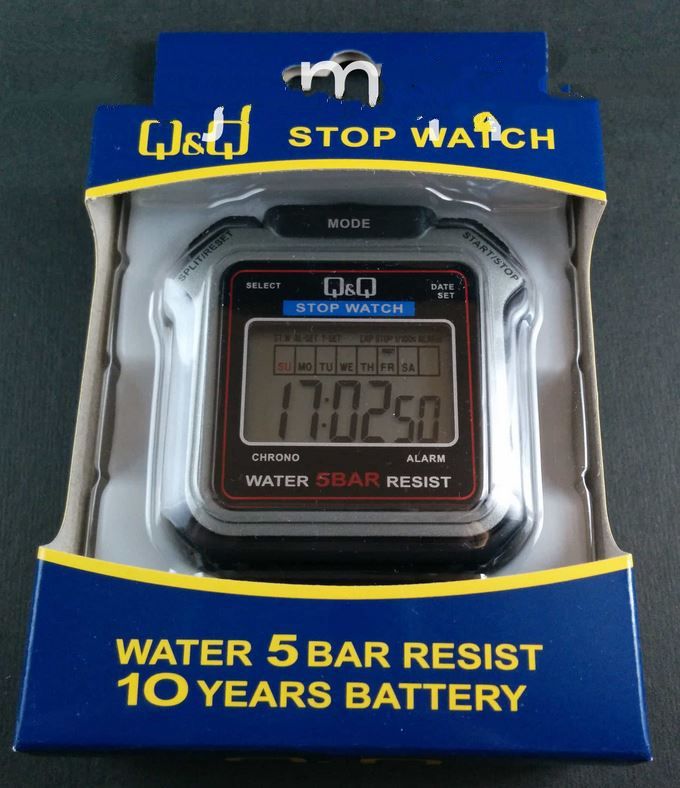 m
Q&Q STOP WATCH
MODE
SPLIT/RESET
START/STOP
SELECT Q&Q DATE SET
STOP WATCH
SU MO TU WE TH FR SA
17:02 50
CHRONO ALARM
WATER 5BAR RESIST
WATER 5 BAR RESIST
10 YEARS BATTERY